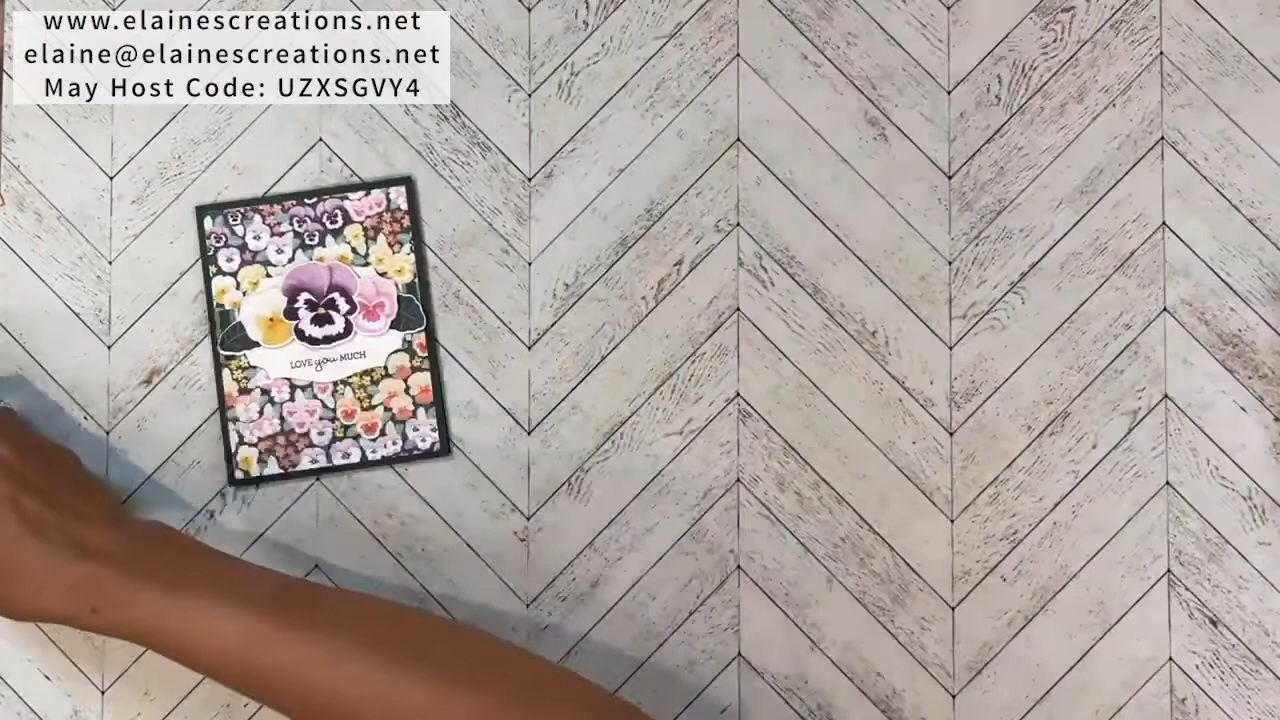 www.elainescreations.net
elaine@elainescreations.net
May Host Code: UZXSGVY4
LOVE you MUCH